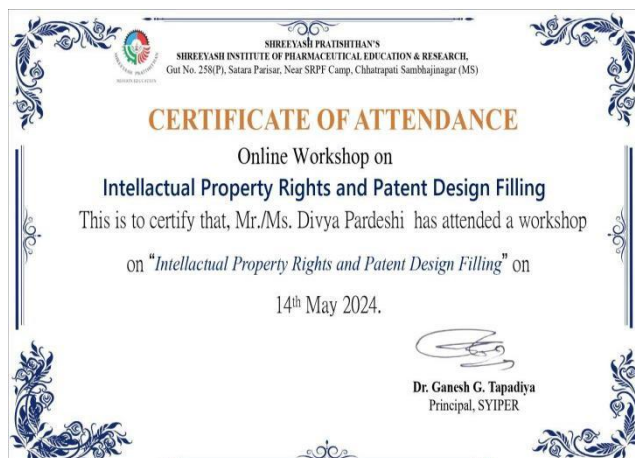 SHREEYASH PRATISHTHAN'S
SHREEYASH INSTITUTE OF PHARMACEUTICAL EDUCATION & RESEARCH,
Gut No. 258(P), Satara Parisar, Near SRPF Camp, Chhatrapati Sambhajinagar (MS)
CERTIFICATE OF ATTENDANCE
Online Workshop on
Intellactual Property Rights and Patent Design Filling
This is to certify that, Mr./Ms. Divya Pardeshi has attended a workshop
on "Intellactual Property Rights and Patent Design Filling" on
14th May 2024.
Dr. Ganesh G. Tapadiya
Principal, SYIPER